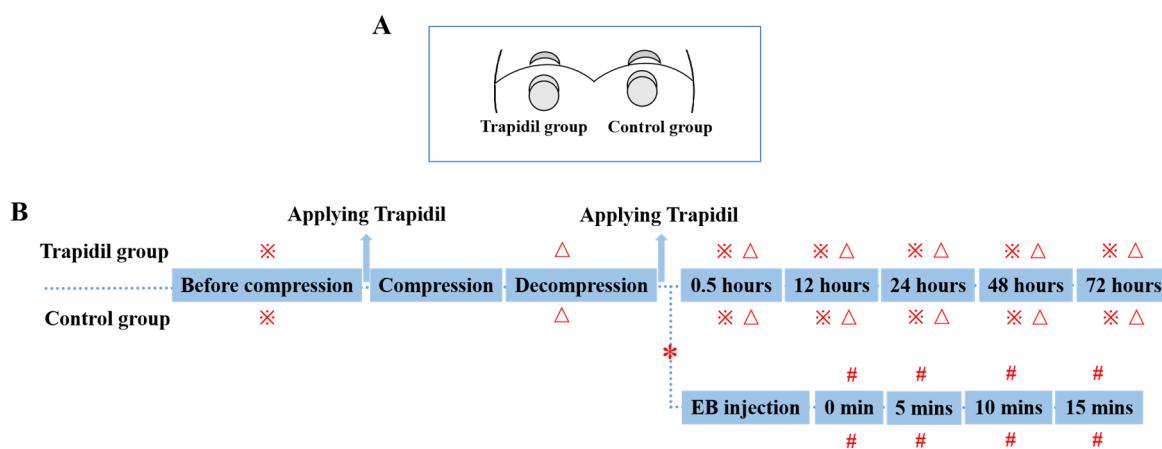 A
Trapidil group Control group
B
Applying Trapidil Applying Trapidil
Trapidil group ※ △ ※ △ ※ △ ※ △ ※ △ ※ △
Before compression Compression Decompression 0.5 hours 12 hours 24 hours 48 hours 72 hours
Control group ※ △ ※ △ ※ △ ※ △ ※ △ ※ △
*
# # # #
EB injection 0 min 5 mins 10 mins 15 mins
# # # #